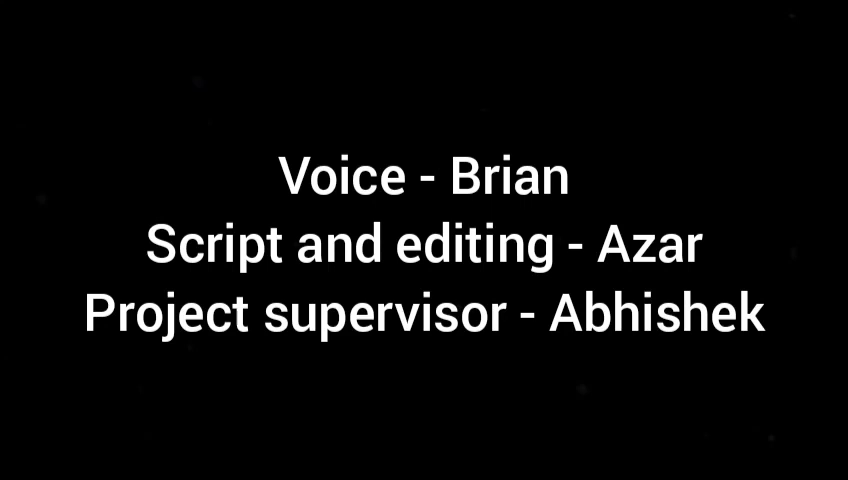 Voice - Brian
Script and editing - Azar
Project supervisor - Abhishek